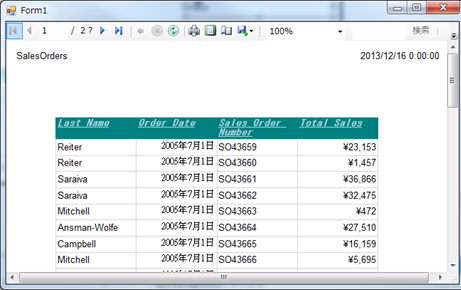 Form1
1 / 2 ? 100% 検索
SalesOrders 2013/12/16 0:00:00
Last Name Order Date Sales Order Number Total Sales
Reiter 2005年7月1日 SO43659 ¥23,153
Reiter 2005年7月1日 SO43660 ¥1,457
Saraiva 2005年7月1日 SO43661 ¥36,866
Saraiva 2005年7月1日 SO43662 ¥32,475
Mitchell 2005年7月1日 SO43663 ¥472
Ansman-Wolfe 2005年7月1日 SO43664 ¥27,510
Campbell 2005年7月1日 SO43665 ¥16,159
Mitchell 2005年7月1日 SO43666 ¥5,695